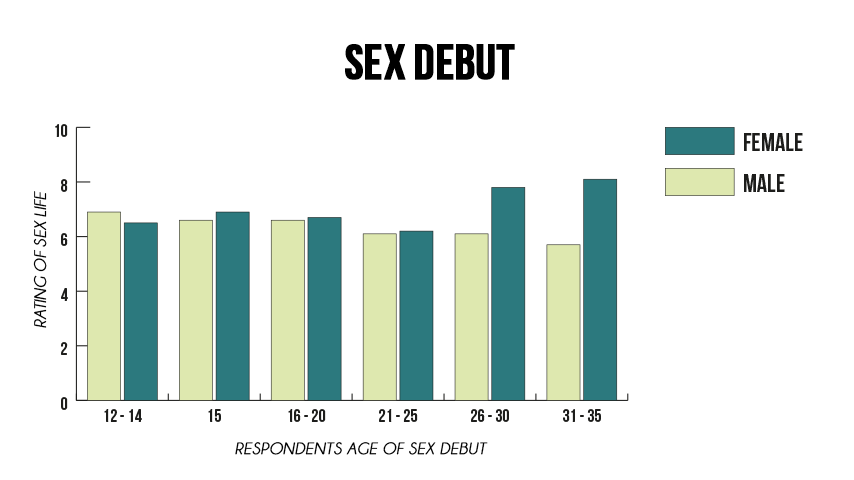 SEX DEBUT
10
8
6
4
2
0
RATING OF SEX LIFE
12 - 14
15
16 - 20
21 - 25
26 - 30
31 - 35
RESPONDENTS AGE OF SEX DEBUT
FEMALE
MALE